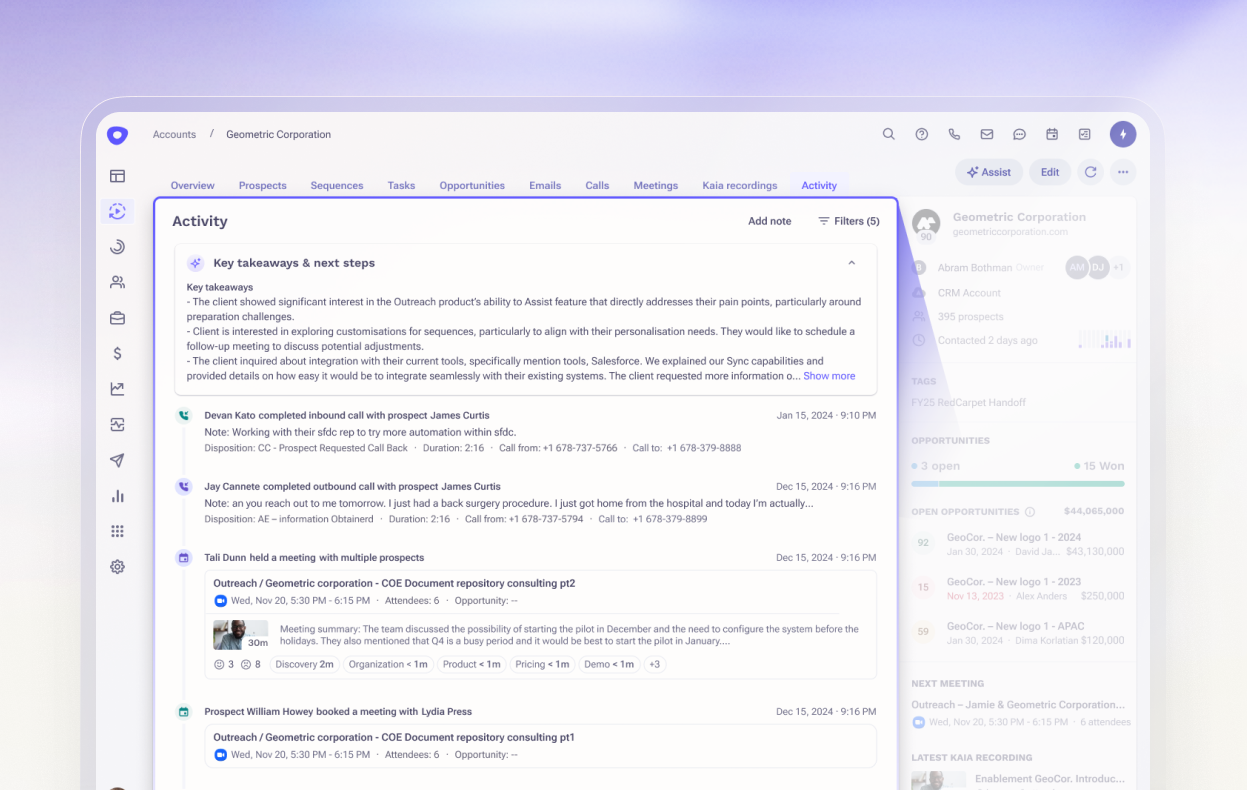 Accounts / Geometric Corporation
Assist Edit
Overview Prospects Sequences Tasks Opportunities Emails Calls Meetings Kaia recordings Activity
Activity
Add note Filters (5)
Key takeaways & next steps
Key takeaways
- The client showed significant interest in the Outreach product's ability to Assist feature that directly addresses their pain points, particularly around
preparation challenges.
- Client is interested in exploring customisations for sequences, particularly to align with their personalisation needs. They would like to schedule a
follow-up meeting to discuss potential adjustments.
- The client inquired about integration with their current tools, specifically mention tools, Salesforce. We explained our Sync capabilities and
provided details on how easy it would be to integrate seamlessly with their existing systems. The client requested more information o... Show more
Devan Kato completed inbound call with prospect James Curtis Jan 15, 2024 · 9:10 PM
Note: Working with their sfdc rep to try more automation within sfdc.
Disposition: CC - Prospect Requested Call Back · Duration: 2:16 · Call from: +1 678-737-5766 · Call to: +1 678-379-8888
Jay Cannete completed outbound call with prospect James Curtis Dec 15, 2024 · 9:16 PM
Note: an you reach out to me tomorrow. I just had a back surgery procedure. I just got home from the hospital and today I'm actually...
Disposition: AE – information Obtainerd · Duration: 2:16 · Call from: +1 678-737-5794 · Call to: +1 678-379-8899
Tali Dunn held a meeting with multiple prospects Dec 15, 2024 · 9:16 PM
Outreach / Geometric corporation - COE Document repository consulting pt2
Wed, Nov 20, 5:30 PM - 6:15 PM · Attendees: 6 · Opportunity: --
30m
Meeting summary: The team discussed the possibility of starting the pilot in December and the need to configure the system before the
holidays. They also mentioned that Q4 is a busy period and it would be best to start the pilot in January....
3 8 Discovery 2m Organization < 1m Product < 1m Pricing < 1m Demo < 1m +3
Prospect William Howey booked a meeting with Lydia Press Dec 15, 2024 · 9:16 PM
Outreach / Geometric corporation - COE Document repository consulting pt1
Wed, Nov 20, 5:30 PM - 6:15 PM · Attendees: 6 · Opportunity: --
Geometric Corporation
90
geometriccorporation.com
Abram Bothman Owner AM DJ +1
CRM Account
395 prospects
Contacted 2 days ago
TAGS
FY25 RedCarpet Handoff
OPPORTUNITIES
3 open 15 Won
OPEN OPPORTUNITIES $44,065,000
92 GeoCor. – New logo 1 - 2024
Jan 30, 2024 · David Ja... $43,130,000
15 GeoCor. – New logo 1 - 2023
Nov 13, 2023 · Alex Anders $250,000
59 GeoCor. – New logo 1 - APAC
Jan 30, 2024 · Dima Koriatian $120,000
NEXT MEETING
Outreach – Jamie & Geometric Corporation...
Wed, Nov 20, 5:30 PM - 6:15 PM · 6 attendees
LATEST KAIA RECORDING
Enablement GeoCor. Introduc...